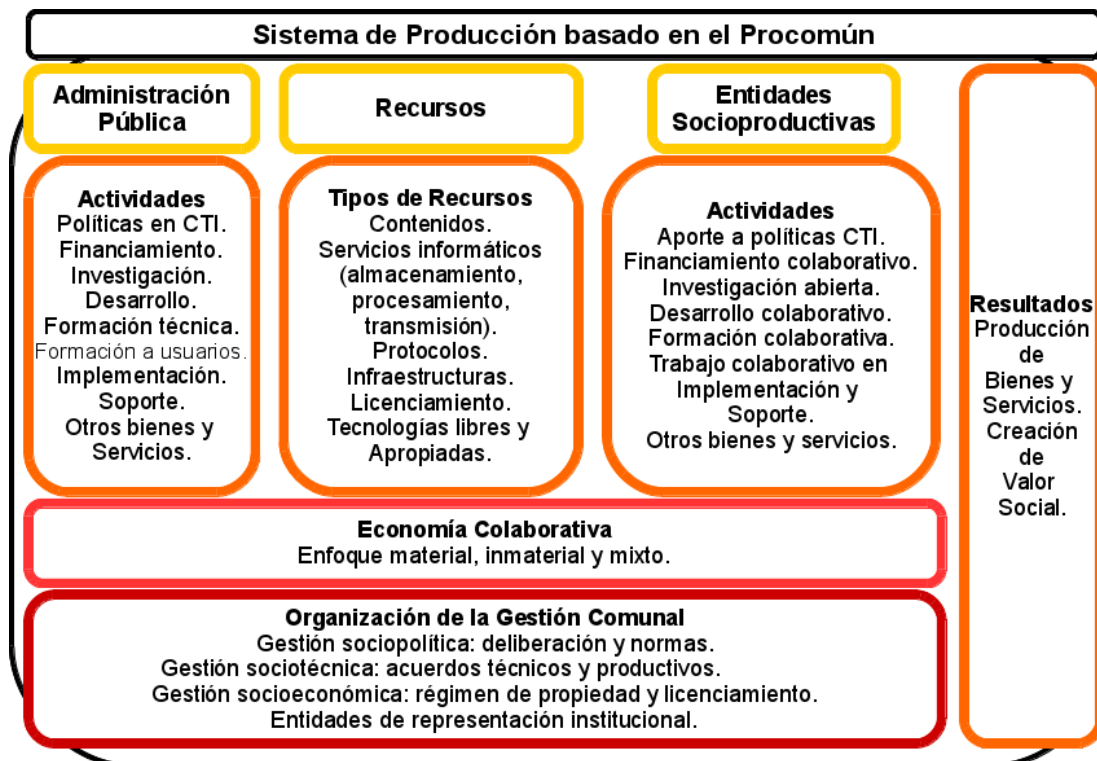 Sistema de Producción basado en el Procomún
Administración
Pública
Actividades
Políticas en CTI.
Financiamiento.
Investigación.
Desarrollo.
Formación técnica.
Formación a usuarios.
Implementación.
Soporte.
Otros bienes y
Servicios.
Recursos
Tipos de Recursos
Contenidos.
Servicios informáticos
(almacenamiento,
procesamiento,
transmisión).
Protocolos.
Infraestructuras.
Licenciamiento.
Tecnologías libres y
Apropiadas.
Entidades
Socioproductivas
Actividades
Aporte a políticas CTI.
Financiamiento colaborativo.
Investigación abierta.
Desarrollo colaborativo.
Formación colaborativa.
Trabajo colaborativo en
Implementación y
Soporte.
Otros bienes y servicios.
Resultados
Producción
de
Bienes y
Servicios.
Creación
de
Valor
Social.
Economía Colaborativa
Enfoque material, inmaterial y mixto.
Organización de la Gestión Comunal
Gestión sociopolítica: deliberación y normas.
Gestión sociotécnica: acuerdos técnicos y productivos.
Gestión socioeconómica: régimen de propiedad y licenciamiento.
Entidades de representación institucional.